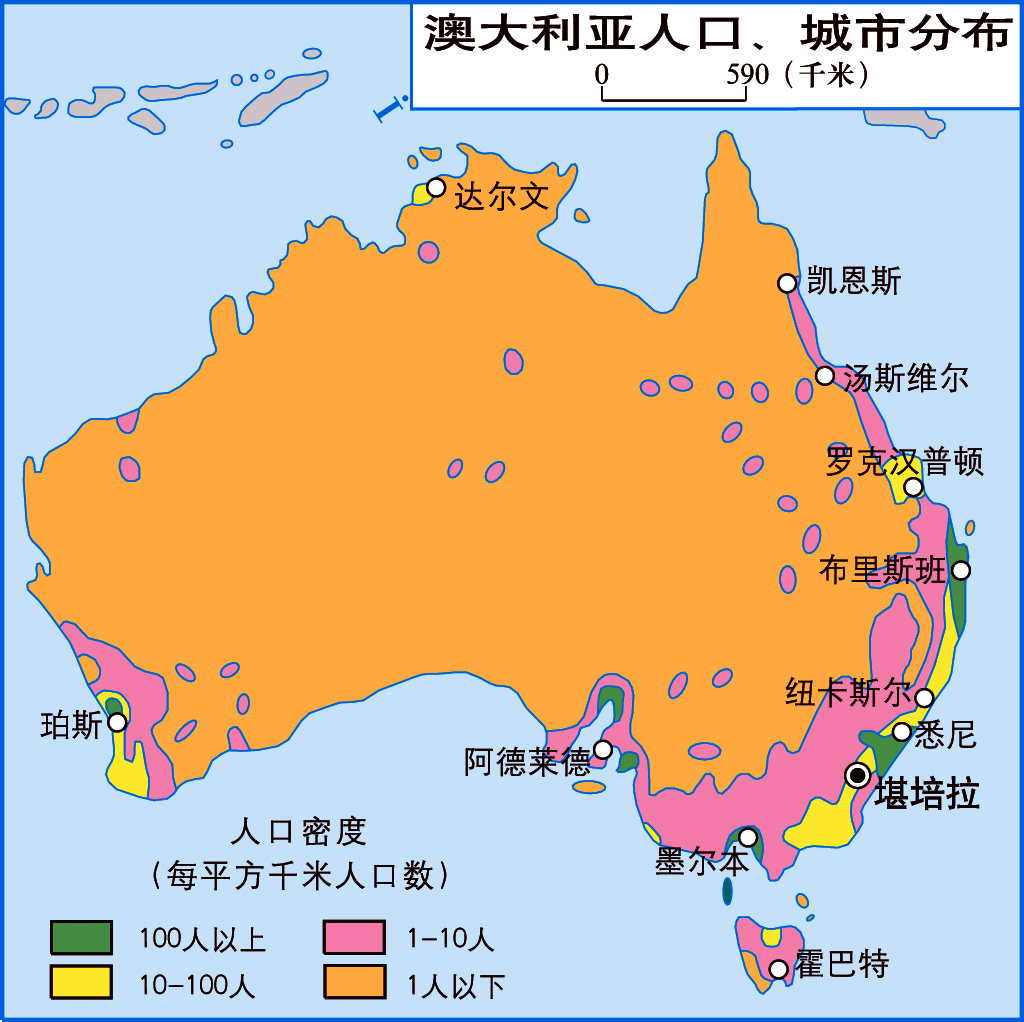 澳大利亚人口、城市分布
0 590（千米）
达尔文
凯恩斯
汤斯维尔
罗克汉普顿
布里斯班
纽卡斯尔
珀斯
悉尼
阿德莱德
堪培拉
墨尔本
霍巴特
人口密度
（每平方千米人口数）
100人以上
1-10人
10-100人
1人以下